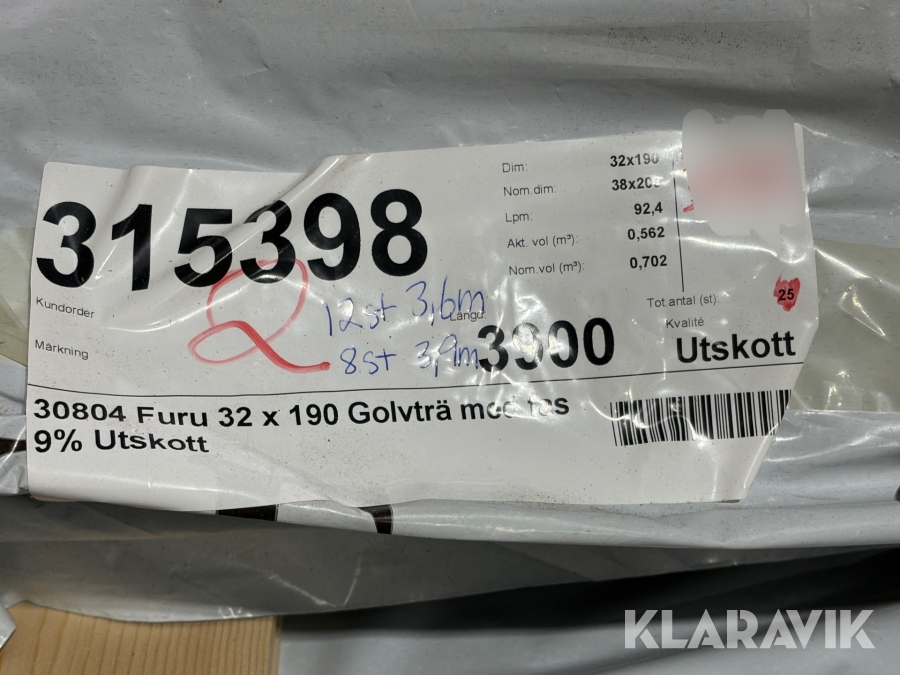 315398
Dim: 32x190
Nom.dim: 38x200
Lpm: 92,4
Akt. vol (m³): 0,562
Nom.vol (m³): 0,702
Kundorder
2
12st 3,6m
Längd:
Tot.antal (st): 25
Märkning
8st 3,9m
3900
Kvalité
Utskott
30804 Furu 32 x 190 Golvträ med fas
9% Utskott
KLARAVIK